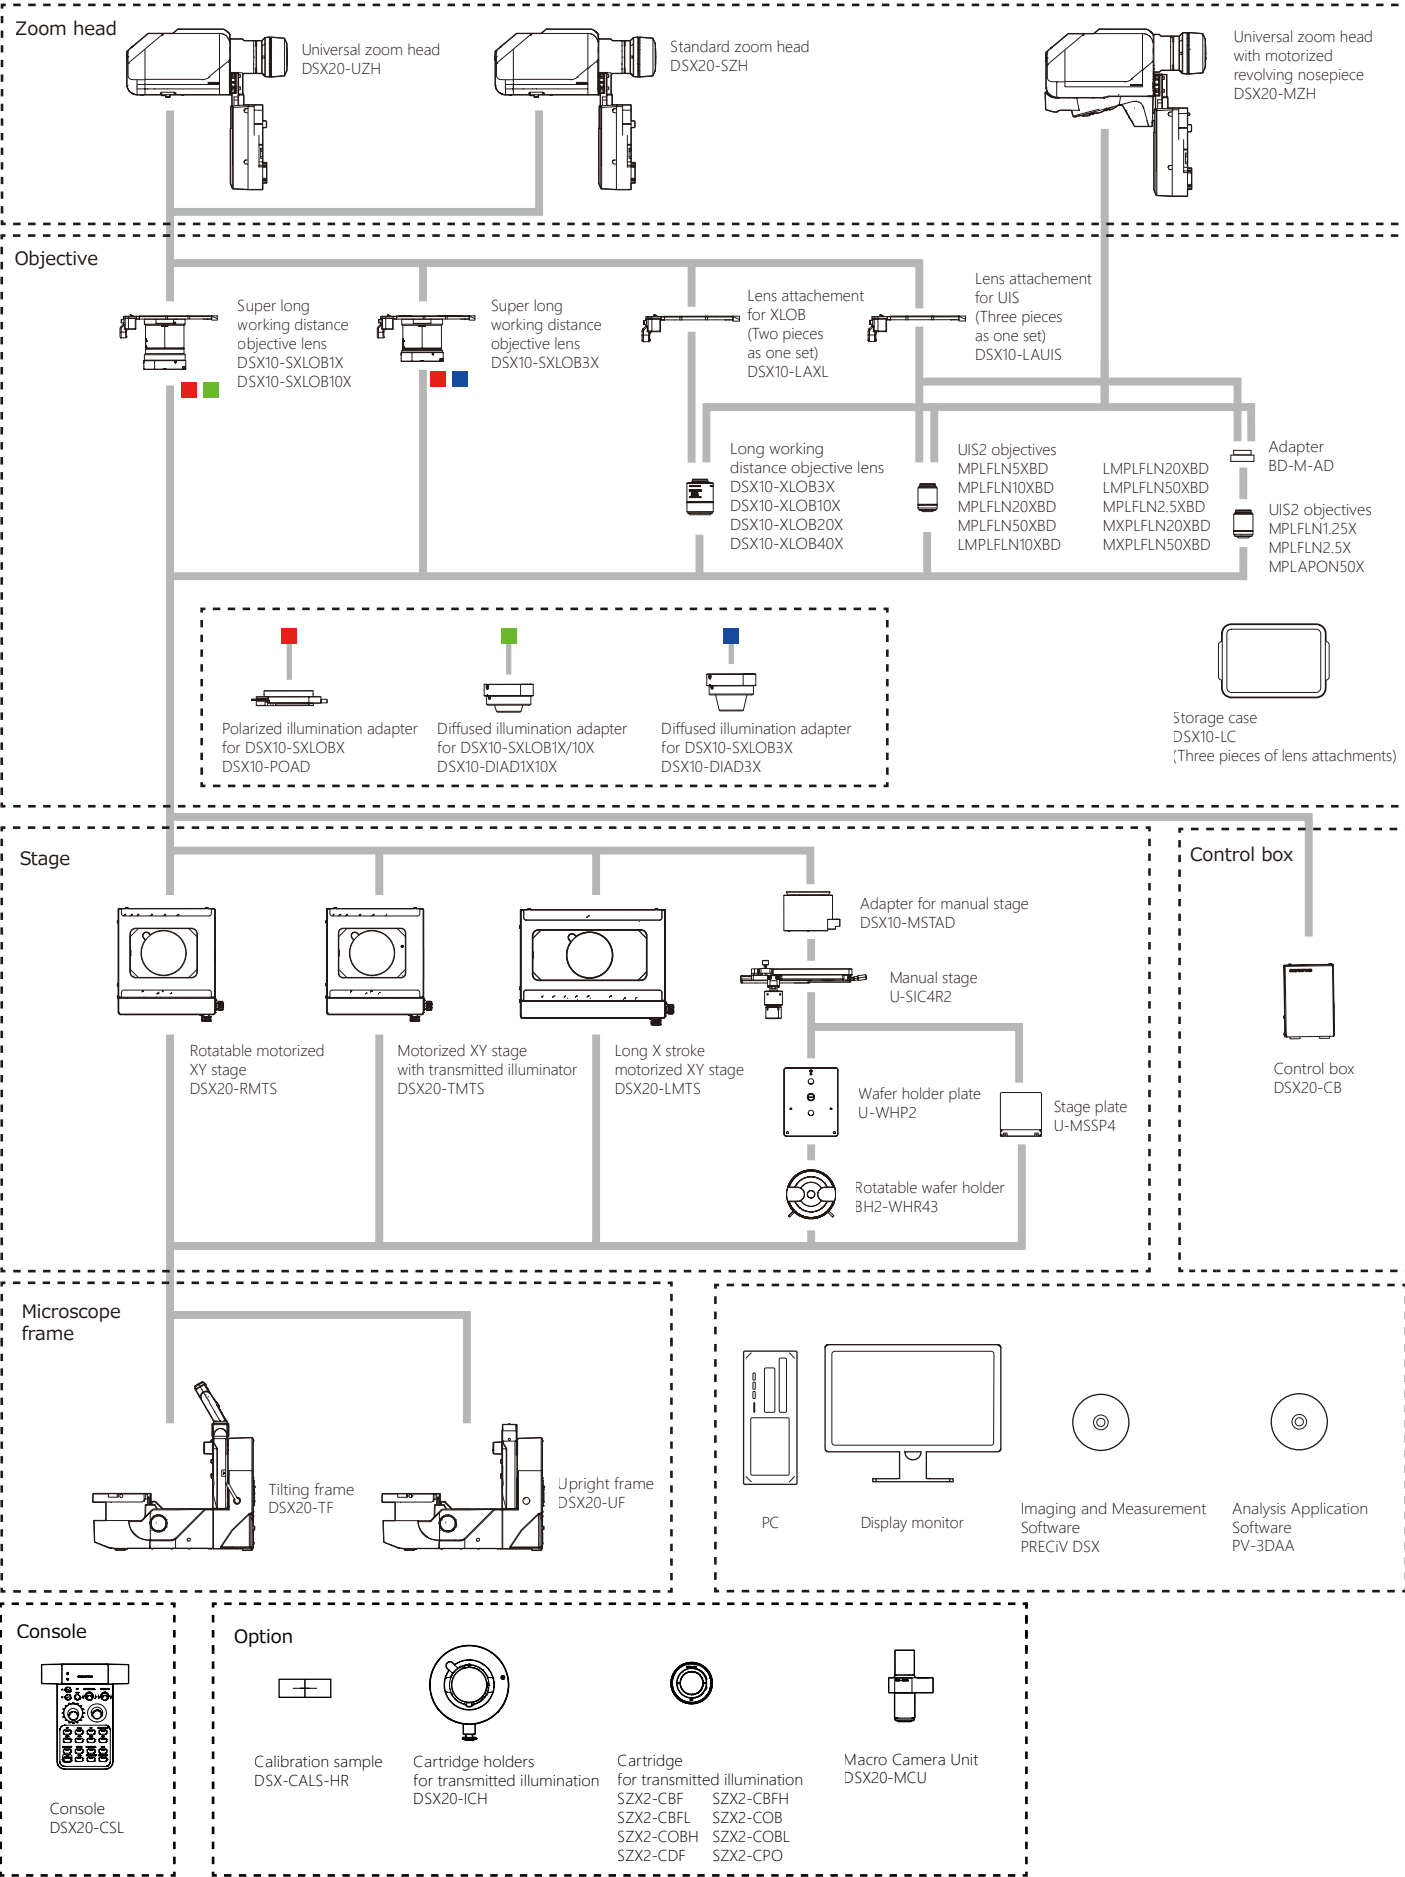 Zoom head
Universal zoom head
DSX20-UZH
Standard zoom head
DSX20-SZH
Universal zoom head
with motorized
revolving nosepiece
DSX20-MZH
Objective
Super long
working distance
objective lens
DSX10-SXLOB1X
DSX10-SXLOB10X
Super long
working distance
objective lens
DSX10-SXLOB3X
Lens attachement
for XLOB
(Two pieces
as one set)
DSX10-LAXL
Lens attachement
for UIS
(Three pieces
as one set)
DSX10-LAUIS
Long working
distance objective lens
DSX10-XLOB3X
DSX10-XLOB10X
DSX10-XLOB20X
DSX10-XLOB40X
UIS2 objectives
MPLFLN5XBD
MPLFLN10XBD
MPLFLN20XBD
MPLFLN50XBD
LMPLFLN10XBD
LMPLFLN20XBD
LMPLFLN50XBD
MPLFLN2.5XBD
MXPLFLN20XBD
MXPLFLN50XBD
Adapter
BD-M-AD
UIS2 objectives
MPLFLN1.25X
MPLFLN2.5X
MPLAPON50X
Polarized illumination adapter
for DSX10-SXLOBX
DSX10-POAD
Diffused illumination adapter
for DSX10-SXLOB1X/10X
DSX10-DIAD1X10X
Diffused illumination adapter
for DSX10-SXLOB3X
DSX10-DIAD3X
Storage case
DSX10-LC
(Three pieces of lens attachments)
Stage
Rotatable motorized
XY stage
DSX20-RMTS
Motorized XY stage
with transmitted illuminator
DSX20-TMTS
Long X stroke
motorized XY stage
DSX20-LMTS
Adapter for manual stage
DSX10-MSTAD
Manual stage
U-SIC4R2
Wafer holder plate
U-WHP2
Stage plate
U-MSSP4
Rotatable wafer holder
BH2-WHR43
Control box
Control box
DSX20-CB
Microscope
frame
Tilting frame
DSX20-TF
Upright frame
DSX20-UF
PC
Display monitor
Imaging and Measurement
Software
PRECiV DSX
Analysis Application
Software
PV-3DAA
Console
Console
DSX20-CSL
Option
Calibration sample
DSX-CALS-HR
Cartridge holders
for transmitted illumination
DSX20-ICH
Cartridge
for transmitted illumination
SZX2-CBF SZX2-CBFH
SZX2-CBFL SZX2-COB
SZX2-COBH SZX2-COBL
SZX2-CDF SZX2-CPO
Macro Camera Unit
DSX20-MCU